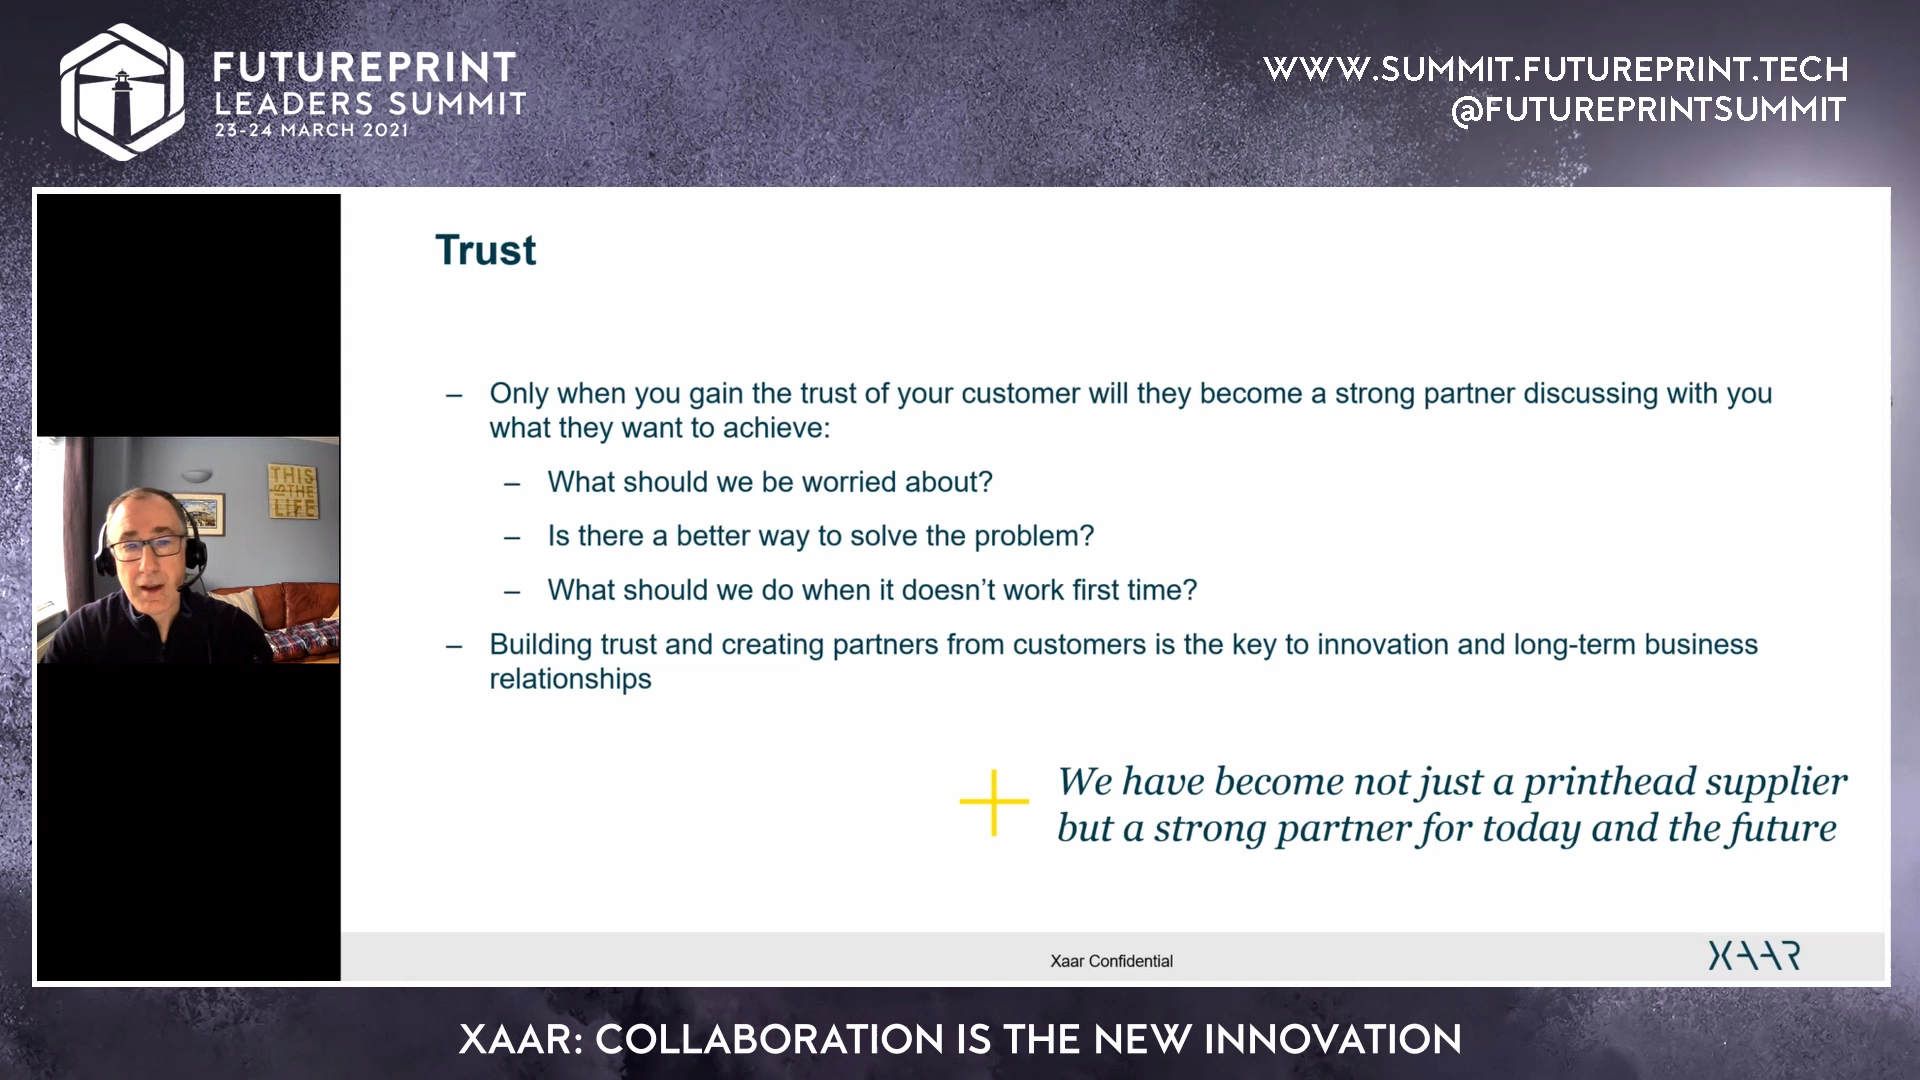 FUTUREPRINT
LEADERS SUMMIT
23-24 MARCH 2021
WWW.SUMMIT.FUTUREPRINT.TECH
@FUTUREPRINTSUMMIT
Trust
– Only when you gain the trust of your customer will they become a strong partner discussing with you
what they want to achieve:
– What should we be worried about?
– Is there a better way to solve the problem?
– What should we do when it doesn’t work first time?
– Building trust and creating partners from customers is the key to innovation and long-term business
relationships
THIS
IS THE
LIFE
We have become not just a printhead supplier
but a strong partner for today and the future
Xaar Confidential
XAAR
XAAR: COLLABORATION IS THE NEW INNOVATION